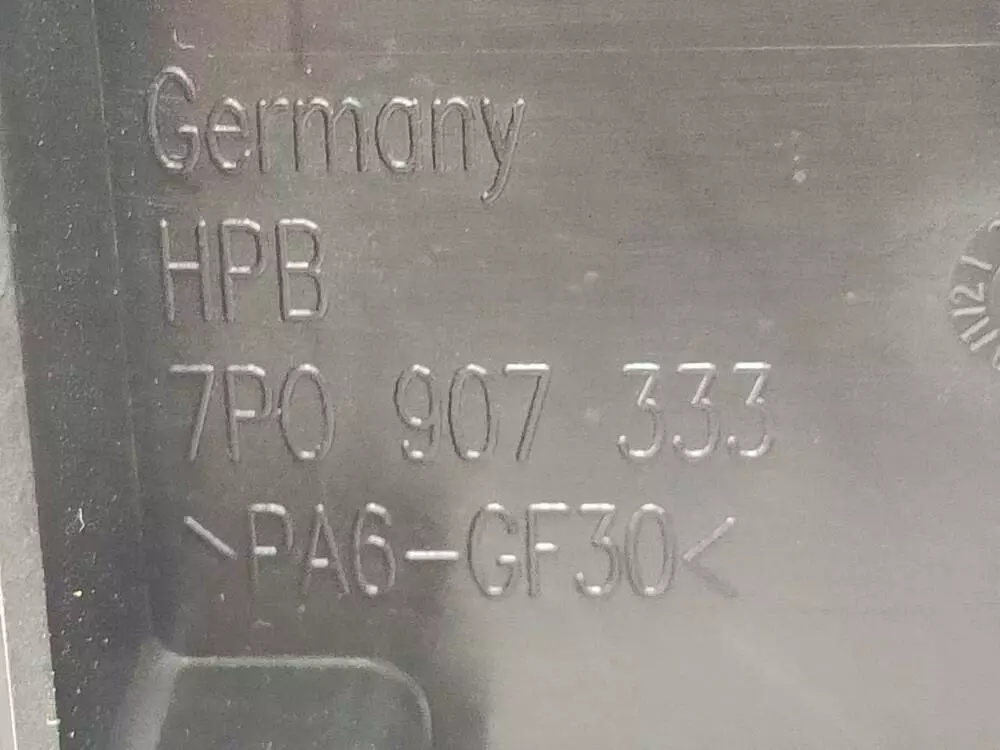 Germany
HPB
7P0 907 333
>PA6-GF30<